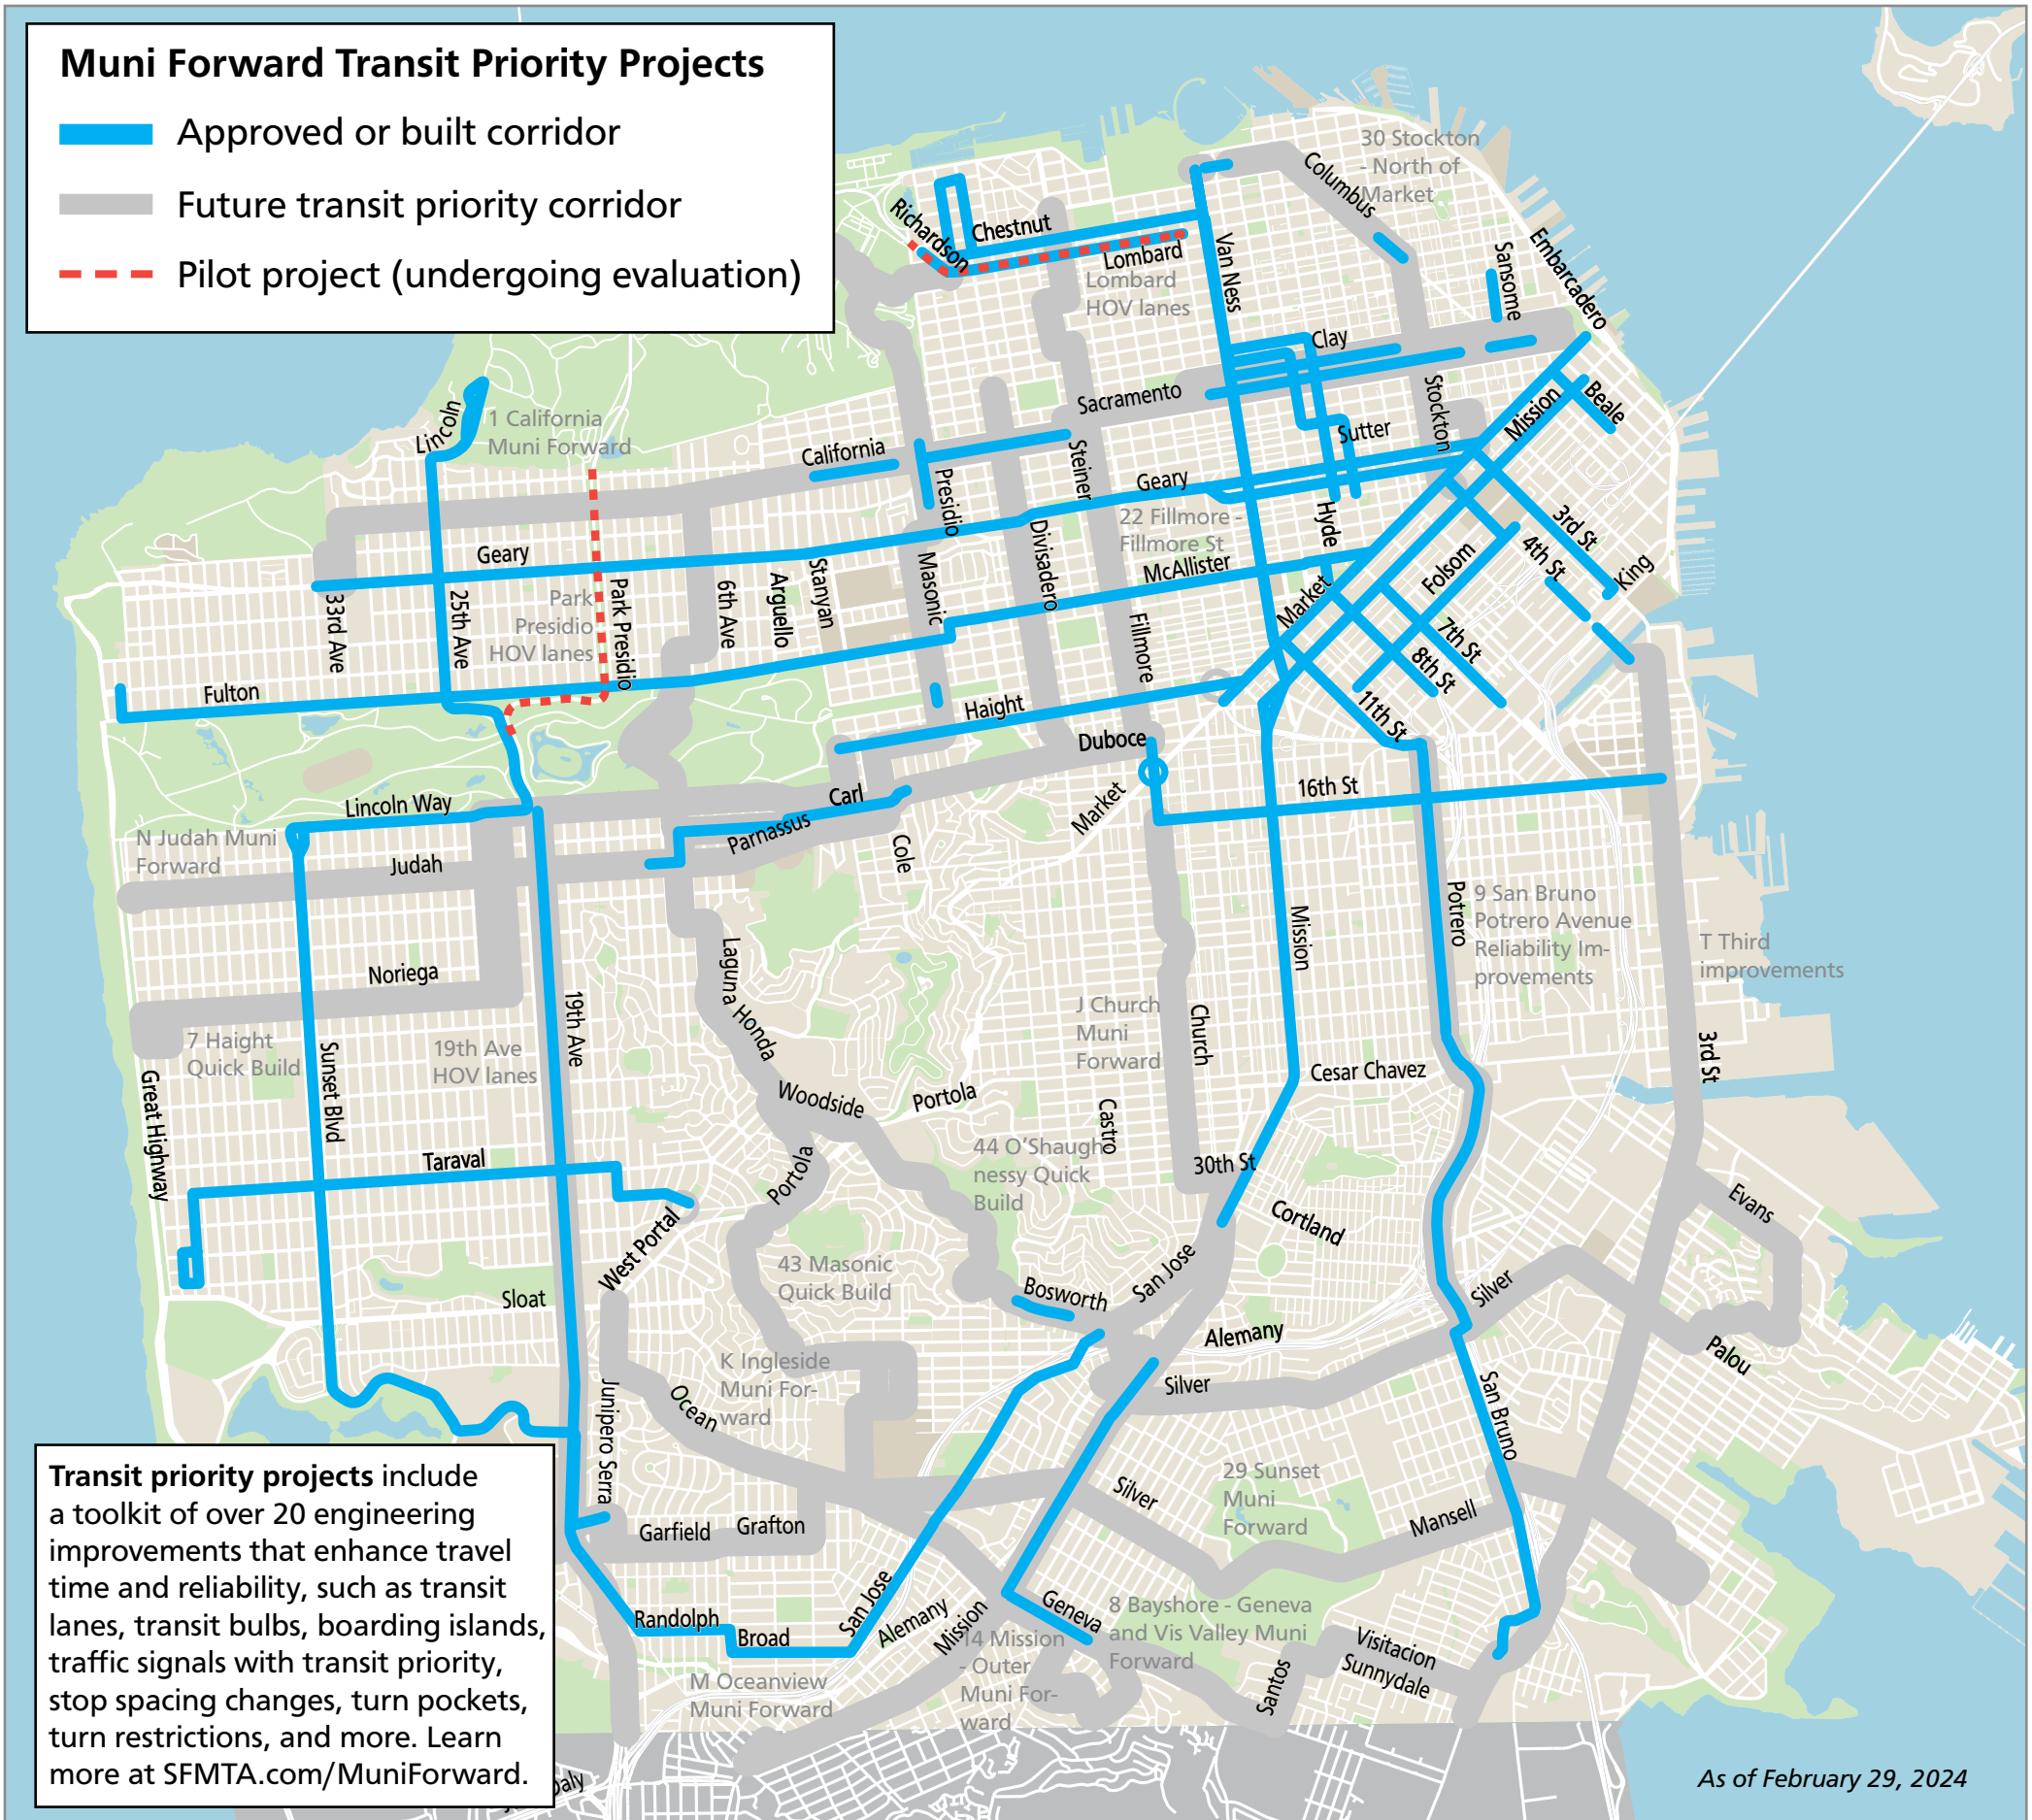 Muni Forward Transit Priority Projects
Approved or built corridor
Future transit priority corridor
Pilot project (undergoing evaluation)
30 Stockton
- North of
Market
Columbus
Richardson
Chestnut
Lombard
Lombard
HOV lanes
Van Ness
Sansome
Embarcadero
Clay
Sacramento
Stockton
Sutter
Mission
Beale
Lincoln
1 California
Muni Forward
California
Presidio
Steiner
Geary
22 Fillmore -
Fillmore St
Hyde
3rd St
4th St
King
Folsom
Geary
33rd Ave
25th Ave
Park
Presidio
HOV lanes
Park Presidio
6th Ave
Arguello
Stanyan
Masonic
Divisadero
McAllister
Fillmore
Market
7th St
8th St
11th St
Fulton
Haight
Duboce
Market
16th St
Lincoln Way
Carl
Parnassus
Cole
N Judah Muni
Forward
Judah
Noriega
7 Haight
Quick Build
19th Ave
HOV lanes
19th Ave
Laguna Honda
Mission
Potrero
9 San Bruno
Potrero Avenue
Reliability Im-
provements
T Third
improvements
J Church
Muni
Forward
Church
Cesar Chavez
3rd St
Great Highway
Sunset Blvd
Woodside
Portola
Castro
Taraval
Portola
44 O'Shaugh
nessy Quick
Build
30th St
Cortland
Evans
West Portal
43 Masonic
Quick Build
Bosworth
San Jose
Silver
Sloat
Alemany
Palou
K Ingleside
Muni For-
ward
Ocean
Junipero Serra
Silver
San Bruno
29 Sunset
Muni
Forward
Silver
Mansell
Garfield
Grafton
Randolph
Broad
San Jose
Alemany
Mission
Geneva
8 Bayshore - Geneva
and Vis Valley Muni
Forward
14 Mission
- Outer
Muni For-
ward
M Oceanview
Muni Forward
Santos
Visitacion
Sunnydale
Transit priority projects include
a toolkit of over 20 engineering
improvements that enhance travel
time and reliability, such as transit
lanes, transit bulbs, boarding islands,
traffic signals with transit priority,
stop spacing changes, turn pockets,
turn restrictions, and more. Learn
more at SFMTA.com/MuniForward.
Daly
As of February 29, 2024